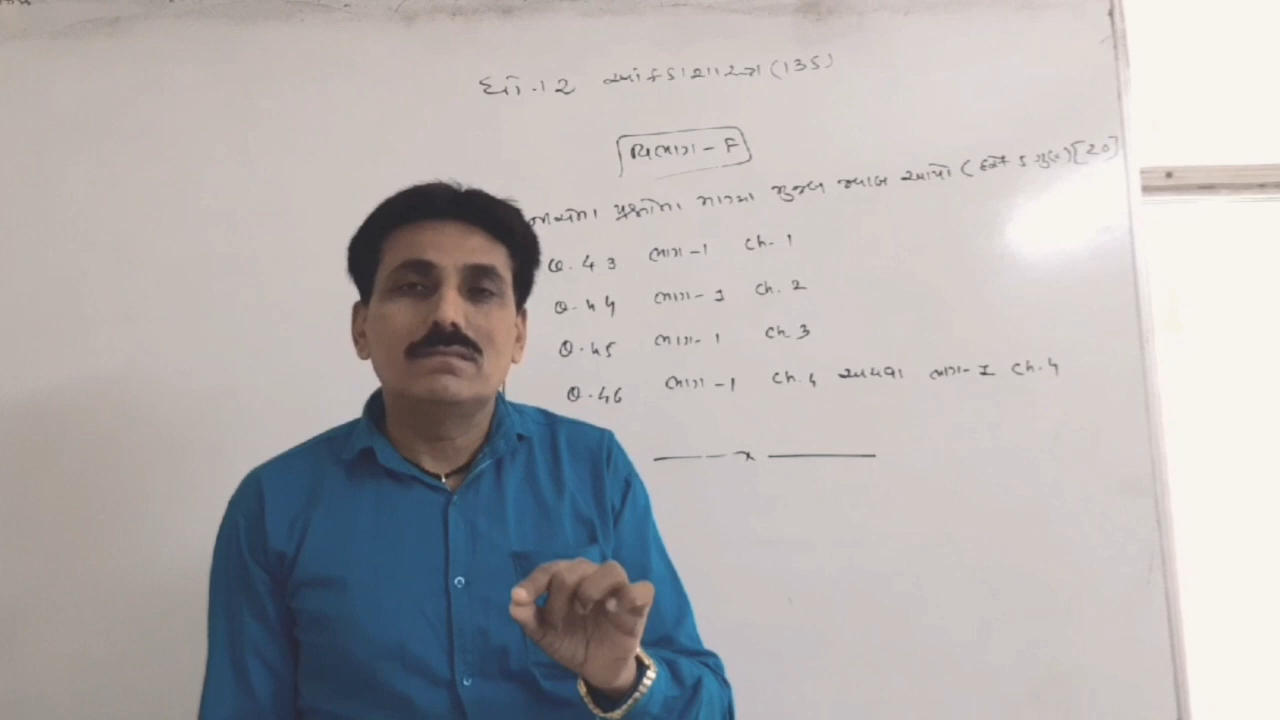 ધો.12 આંકડાશાસ્ત્ર (135)
વિભાગ - F
નીચેના પ્રશ્નોના માગ્યા મુજબ જવાબ આપો (દરેક 5 ગુણ) [20]
Q.43 ભાગ-1 Ch.1
Q.44 ભાગ-1 Ch.2
Q.45 ભાગ-1 Ch.3
Q.46 ભાગ-1 Ch.4 અથવા ભાગ-I Ch.4